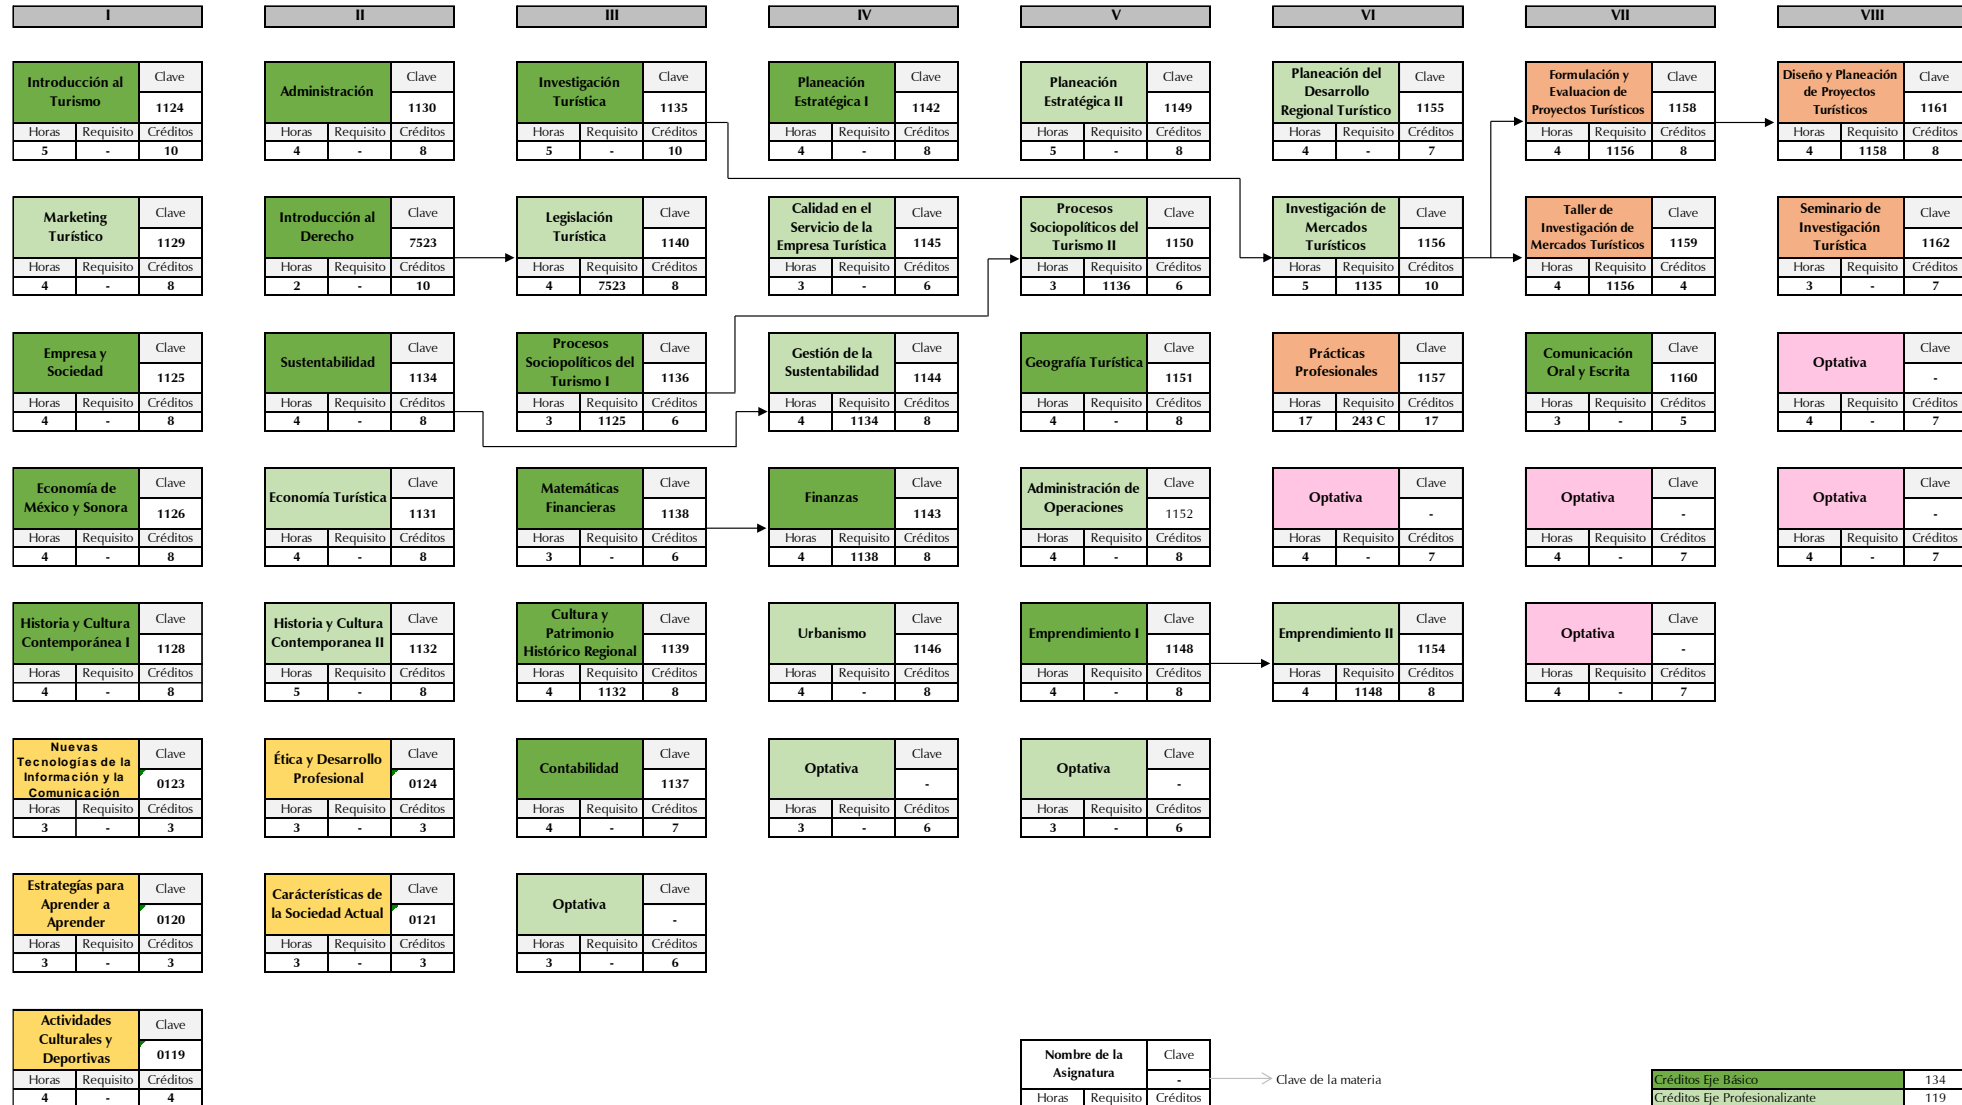 I II III IV V VI VII VIII
Introducción al Clave Administración Clave Investigación Clave Planeación Clave Planeación Clave Planeación del Clave Formulación y Clave Diseño y Planeación Clave
Turismo 1124 1130 Turística 1135 Estratégica I 1142 Estratégica II 1149 Desarrollo 1155 Evaluacion de 1158 de Proyectos 1161
Regional Turístico Proyectos Turísticos Turísticos
Horas Requisito Créditos Horas Requisito Créditos Horas Requisito Créditos Horas Requisito Créditos Horas Requisito Créditos Horas Requisito Créditos Horas Requisito Créditos Horas Requisito Créditos
5 - 10 4 - 8 5 - 10 4 - 8 5 - 8 4 - 7 4 1156 8 4 1158 8
Marketing Clave Introducción al Clave Legislación Clave Calidad en el Clave Procesos Clave Investigación de Clave Taller de Clave Seminario de Clave
Turístico 1129 Derecho 7523 Turística 1140 Servicio de la 1145 Sociopolíticos del 1150 Mercados 1156 Investigación de 1159 Investigación 1162
Empresa Turística Turismo II Turísticos Mercados Turísticos Turística
Horas Requisito Créditos Horas Requisito Créditos Horas Requisito Créditos Horas Requisito Créditos Horas Requisito Créditos Horas Requisito Créditos Horas Requisito Créditos Horas Requisito Créditos
4 - 8 2 - 10 4 7523 8 3 - 6 3 1136 6 5 1135 10 4 1156 4 3 - 7
Empresa y Clave Sustentabilidad Clave Procesos Clave Gestión de la Clave Geografía Turística Clave Prácticas Clave Comunicación Clave Optativa Clave
Sociedad 1125 1134 Sociopolíticos del 1136 Sustentabilidad 1144 1151 Profesionales 1157 Oral y Escrita 1160 -
Turismo I
Horas Requisito Créditos Horas Requisito Créditos Horas Requisito Créditos Horas Requisito Créditos Horas Requisito Créditos Horas Requisito Créditos Horas Requisito Créditos Horas Requisito Créditos
4 - 8 4 - 8 3 1125 6 4 1134 8 4 - 8 17 243 C 17 3 - 5 4 - 7
Economía de Clave Economía Turística Clave Matemáticas Clave Finanzas Clave Administración de Clave Optativa Clave Optativa Clave Optativa Clave
México y Sonora 1126 1131 Financieras 1138 1143 Operaciones 1152 - - -
Horas Requisito Créditos Horas Requisito Créditos Horas Requisito Créditos Horas Requisito Créditos Horas Requisito Créditos Horas Requisito Créditos Horas Requisito Créditos Horas Requisito Créditos
4 - 8 4 - 8 3 - 6 4 1138 8 4 - 8 4 - 7 4 - 7 4 - 7
Historia y Cultura Clave Historia y Cultura Clave Cultura y Clave Urbanismo Clave Emprendimiento I Clave Emprendimiento II Clave Optativa Clave
Contemporánea I 1128 Contemporanea II 1132 Patrimonio 1139 1146 1148 1154 -
Histórico Regional
Horas Requisito Créditos Horas Requisito Créditos Horas Requisito Créditos Horas Requisito Créditos Horas Requisito Créditos Horas Requisito Créditos Horas Requisito Créditos
4 - 8 5 - 8 4 1132 8 4 - 8 4 - 8 4 1148 8 4 - 7
Nuevas Clave Ética y Desarrollo Clave Contabilidad Clave Optativa Clave Optativa Clave
Tecnologías de la Profesional
Información y la 0123 0124 1137 - -
Comunicación
Horas Requisito Créditos Horas Requisito Créditos Horas Requisito Créditos Horas Requisito Créditos Horas Requisito Créditos
3 - 3 3 - 3 4 - 7 3 - 6 3 - 6
Estrategías para Clave Carácterísticas de Clave Optativa Clave
Aprender a 0120 la Sociedad Actual 0121 -
Aprender
Horas Requisito Créditos Horas Requisito Créditos Horas Requisito Créditos
3 - 3 3 - 3 3 - 6
Actividades Clave
Culturales y 0119
Deportivas
Horas Requisito Créditos
4 - 4
Nombre de la Clave
Asignatura - Clave de la materia
Horas Requisito Créditos
Créditos Eje Básico 134
Créditos Eje Profesionalizante 119